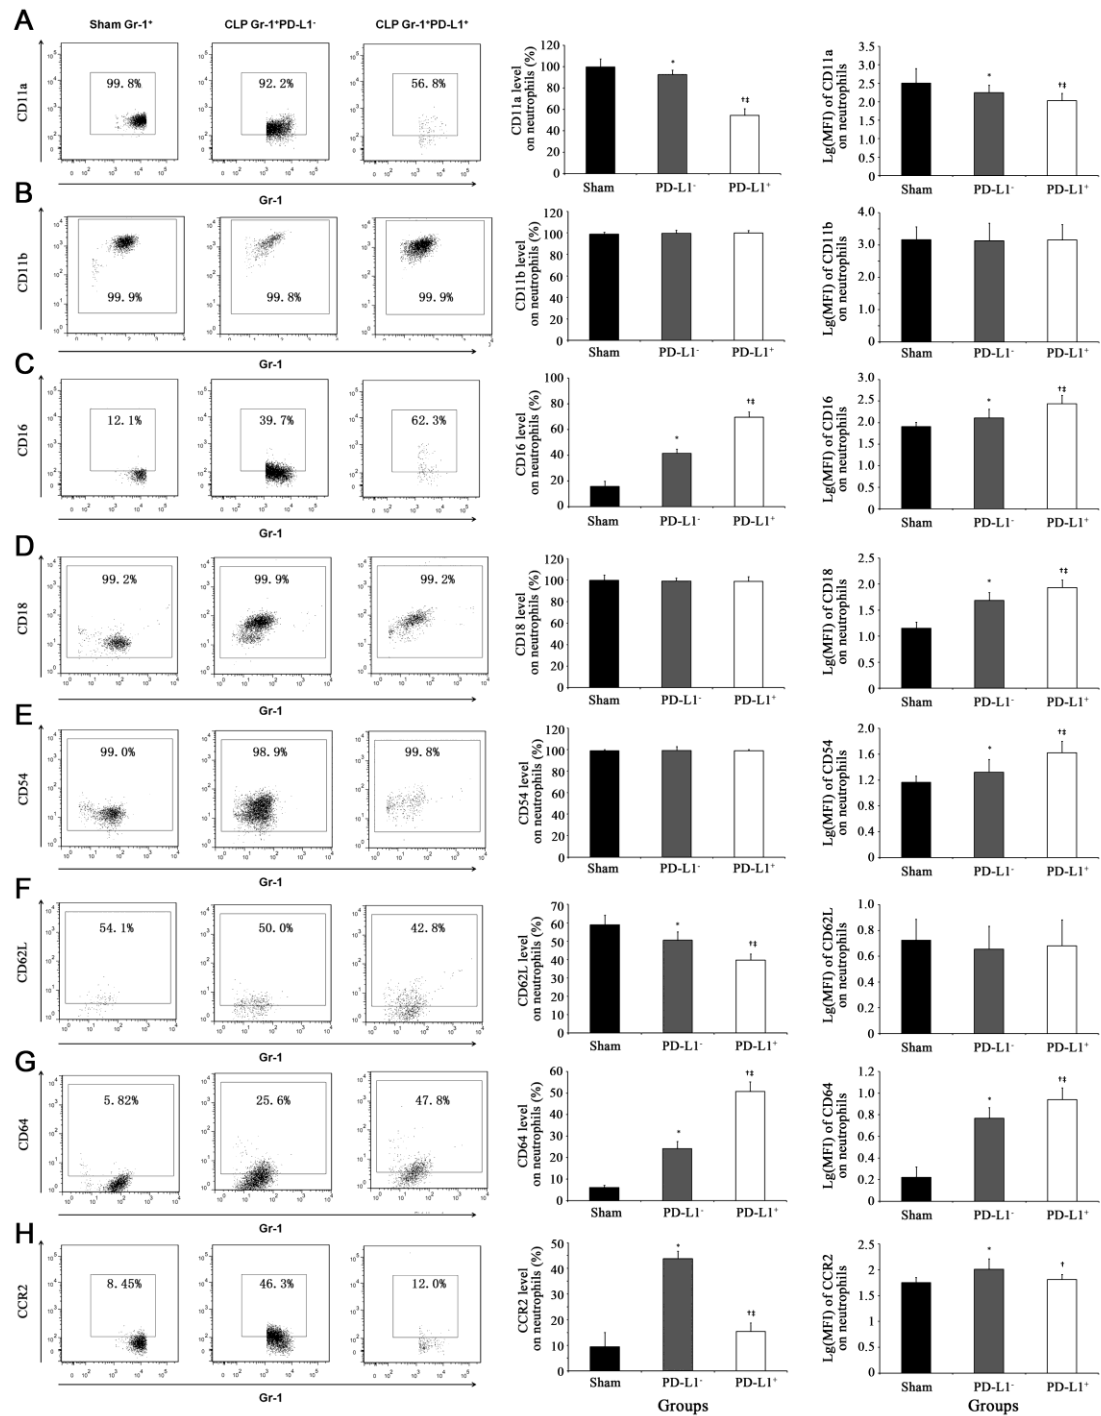 A
Sham Gr-1⁺ CLP Gr-1⁺PD-L1⁻ CLP Gr-1⁺PD-L1⁺
CD11a
99.8% 92.2% 56.8%
Gr-1
CD11a level on neutrophils (%)
Sham PD-L1⁻ PD-L1⁺
Lg(MFI) of CD11a on neutrophils
Sham PD-L1⁻ PD-L1⁺
B
CD11b
99.9% 99.8% 99.9%
Gr-1
CD11b level on neutrophils (%)
Sham PD-L1⁻ PD-L1⁺
Lg(MFI) of CD11b on neutrophils
Sham PD-L1⁻ PD-L1⁺
C
CD16
12.1% 39.7% 62.3%
Gr-1
CD16 level on neutrophils (%)
Sham PD-L1⁻ PD-L1⁺
Lg(MFI) of CD16 on neutrophils
Sham PD-L1⁻ PD-L1⁺
D
CD18
99.2% 99.9% 99.2%
Gr-1
CD18 level on neutrophils (%)
Sham PD-L1⁻ PD-L1⁺
Lg(MFI) of CD18 on neutrophils
Sham PD-L1⁻ PD-L1⁺
E
CD54
99.0% 98.9% 99.8%
Gr-1
CD54 level on neutrophils (%)
Sham PD-L1⁻ PD-L1⁺
Lg(MFI) of CD54 on neutrophils
Sham PD-L1⁻ PD-L1⁺
F
CD62L
54.1% 50.0% 42.8%
Gr-1
CD62L level on neutrophils (%)
Sham PD-L1⁻ PD-L1⁺
Lg(MFI) of CD62L on neutrophils
Sham PD-L1⁻ PD-L1⁺
G
CD64
5.82% 25.6% 47.8%
Gr-1
CD64 level on neutrophils (%)
Sham PD-L1⁻ PD-L1⁺
Lg(MFI) of CD64 on neutrophils
Sham PD-L1⁻ PD-L1⁺
H
CCR2
8.45% 46.3% 12.0%
Gr-1
CCR2 level on neutrophils (%)
Sham PD-L1⁻ PD-L1⁺
Groups
Lg(MFI) of CCR2 on neutrophils
Sham PD-L1⁻ PD-L1⁺
Groups